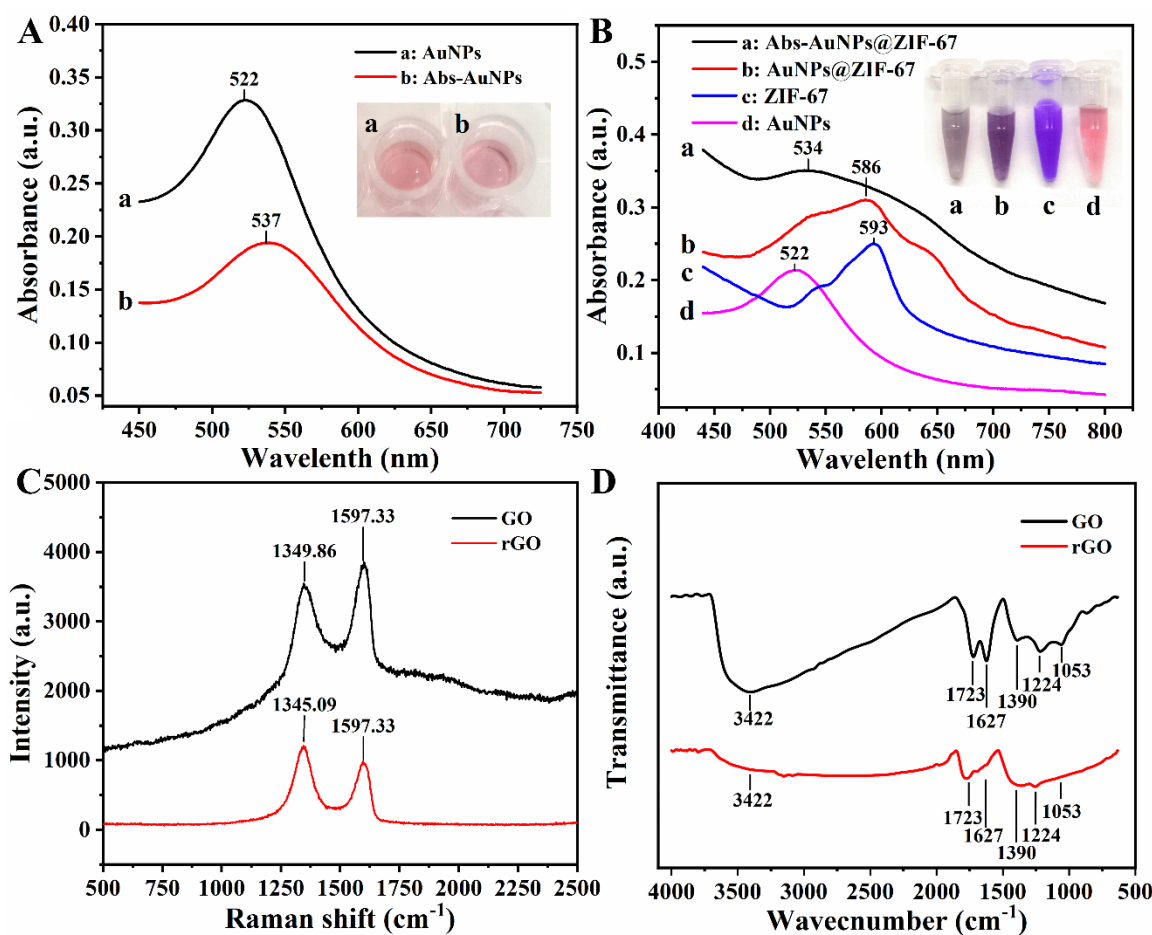 A
0.40
0.35
0.30
0.25
0.20
0.15
0.10
0.05
Absorbance (a.u.)
a: AuNPs
b: Abs-AuNPs
522
537
a
b
a
b
450
500
550
600
650
700
750
Wavelenth (nm)
B
0.5
0.4
0.3
0.2
0.1
Absorbance (a.u.)
a: Abs-AuNPs@ZIF-67
b: AuNPs@ZIF-67
c: ZIF-67
d: AuNPs
534
586
593
522
a
b
c
d
a
b
c
d
400
450
500
550
600
650
700
750
800
Wavelenth (nm)
C
5000
4000
3000
2000
1000
0
Intensity (a.u.)
GO
rGO
1349.86
1597.33
1345.09
1597.33
500
750
1000
1250
1500
1750
2000
2250
2500
Raman shift (cm⁻¹)
D
Transmittance (a.u.)
GO
rGO
3422
1723
1627
1390
1224
1053
3422
1723
1627
1390
1224
1053
4000
3500
3000
2500
2000
1500
1000
500
Wavecnumber (cm⁻¹)